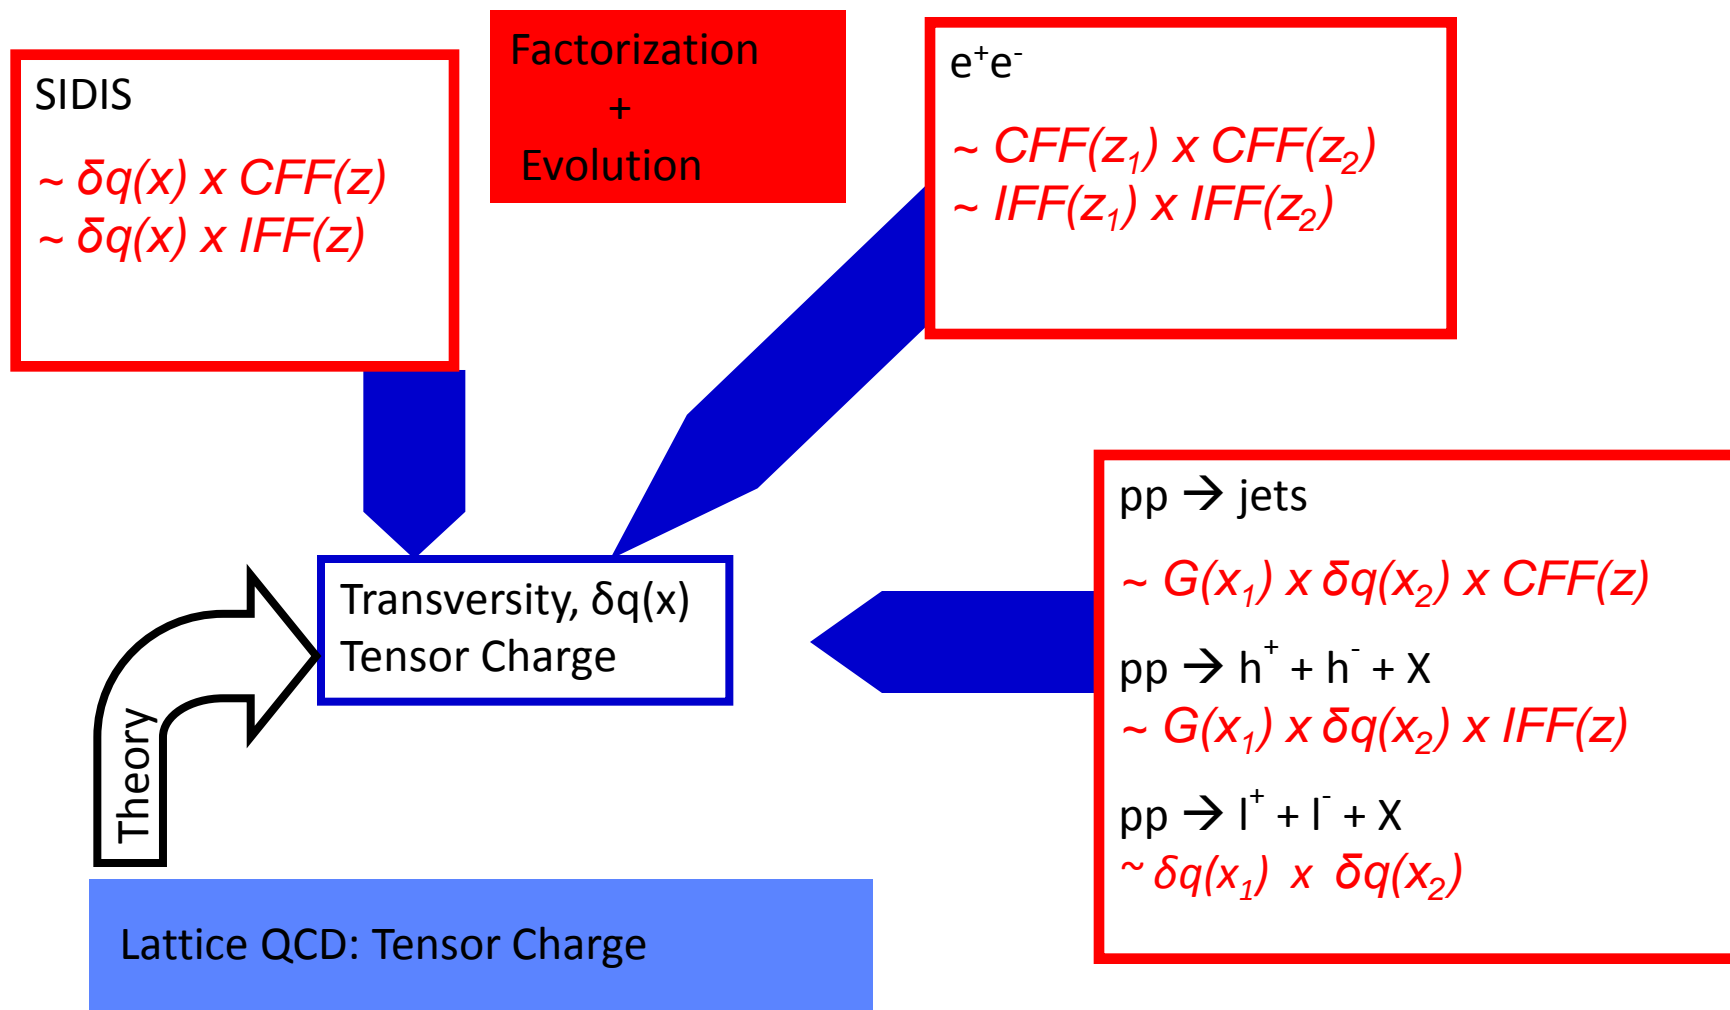 SIDIS
~ δq(x) x CFF(z)
~ δq(x) x IFF(z)
Factorization
+
Evolution
e⁺e⁻
~ CFF(z₁) x CFF(z₂)
~ IFF(z₁) x IFF(z₂)
pp → jets
~ G(x₁) x δq(x₂) x CFF(z)
pp → h⁺ + h⁻ + X
~ G(x₁) x δq(x₂) x IFF(z)
pp → l⁺ + l⁻ + X
~ δq(x₁) x δq(x₂)
Transversity, δq(x)
Tensor Charge
Theory
Lattice QCD: Tensor Charge